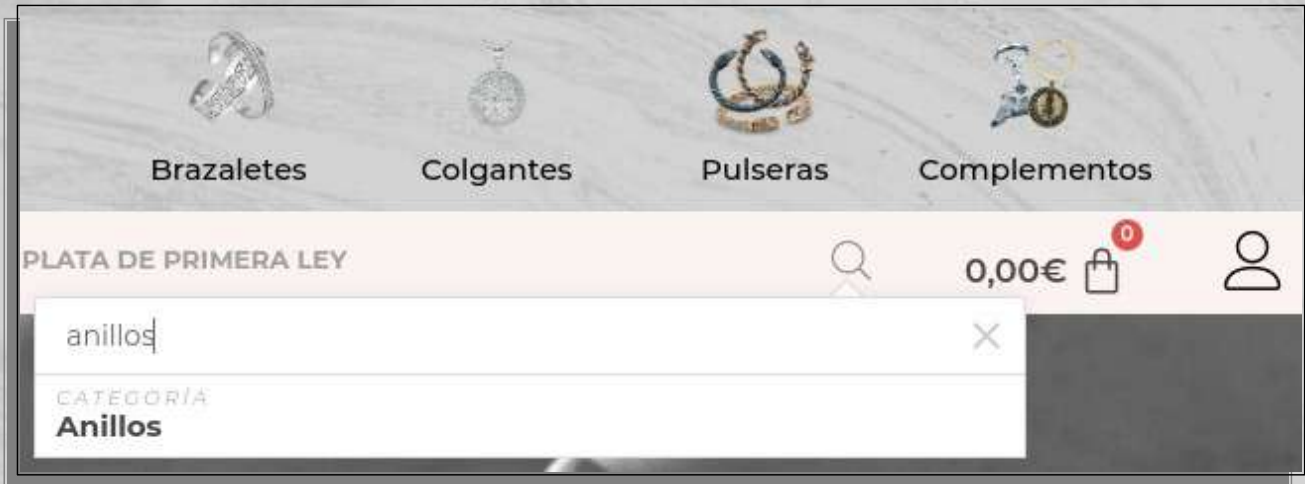 Brazaletes
Colgantes
Pulseras
Complementos
PLATA DE PRIMERA LEY
0,00€
0
anillos
CATEGORÍA
Anillos